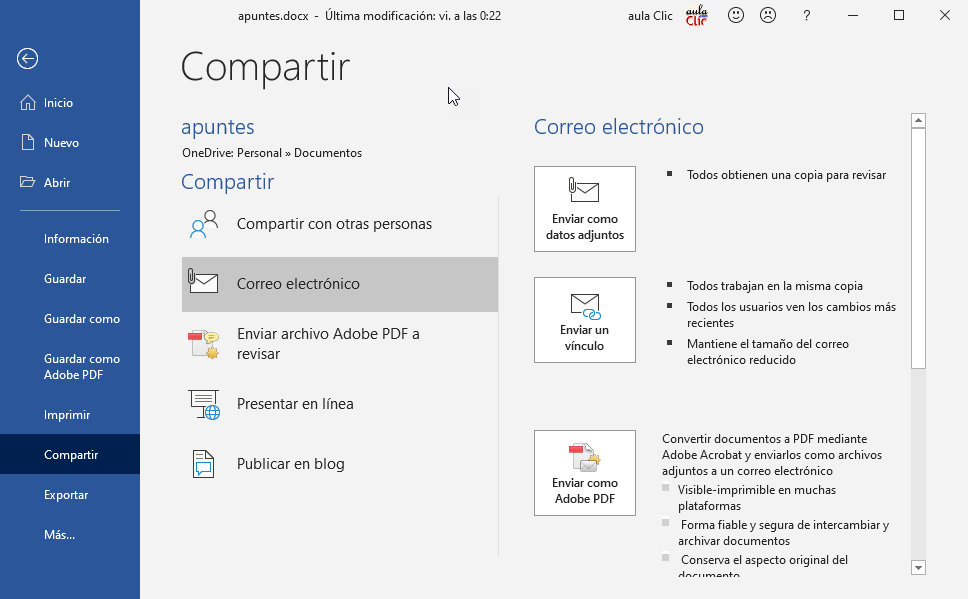 apuntes.docx - Última modificación: vi. a las 0:22
aula Clic
aula
Clic
?
Compartir
Inicio
Nuevo
Abrir
Información
Guardar
Guardar como
Guardar como
Adobe PDF
Imprimir
Compartir
Exportar
Más...
apuntes
OneDrive: Personal » Documentos
Compartir
Compartir con otras personas
Correo electrónico
Enviar archivo Adobe PDF a
revisar
Presentar en línea
Publicar en blog
Correo electrónico
Enviar como
datos adjuntos
Todos obtienen una copia para revisar
Enviar un
vínculo
Todos trabajan en la misma copia
Todos los usuarios ven los cambios más
recientes
Mantiene el tamaño del correo
electrónico reducido
Enviar como
Adobe PDF
Convertir documentos a PDF mediante
Adobe Acrobat y enviarlos como archivos
adjuntos a un correo electrónico
Visible-imprimible en muchas
plataformas
Forma fiable y segura de intercambiar y
archivar documentos
Conserva el aspecto original del
documento